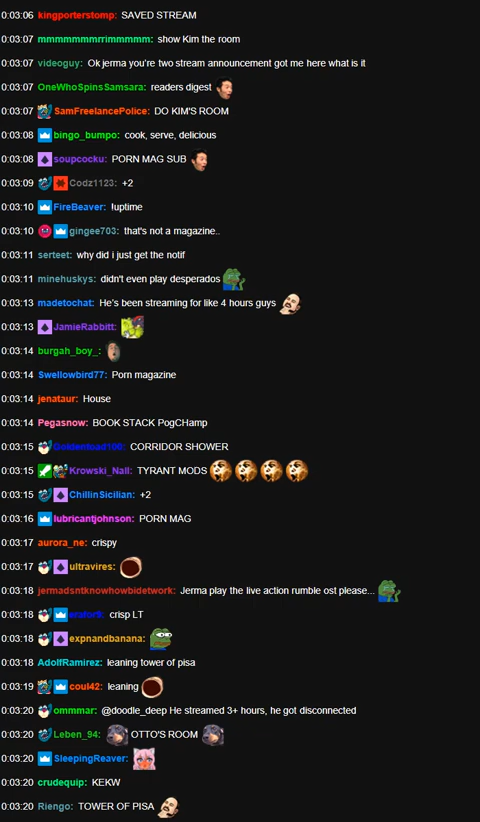 0:03:06 kingporterstomp: SAVED STREAM
0:03:07 mmmmmmmrrimmmmm: show Kim the room
0:03:07 videoguy: Ok jerma you're two stream announcement got me here what is it
0:03:07 OneWhoSpinsSamsara: readers digest
0:03:07 SamFreelancePolice: DO KIM'S ROOM
0:03:08 bingo_bumpo: cook, serve, delicious
0:03:08 soupcocku: PORN MAG SUB
0:03:09 Codz1123: +2
0:03:10 FireBeaver: !uptime
0:03:10 gingee703: that's not a magazine..
0:03:11 serteet: why did i just get the notif
0:03:11 minehuskys: didn't even play desperados
0:03:13 madetochat: He's been streaming for like 4 hours guys
0:03:13 JamieRabbitt:
0:03:14 burgah_boy_:
0:03:14 Swellowbird77: Porn magazine
0:03:14 jenataur: House
0:03:14 Pegasnow: BOOK STACK PogCHamp
0:03:15 Goldentoad100: CORRIDOR SHOWER
0:03:15 Krowski_Nall: TYRANT MODS
0:03:15 ChillinSicilian: +2
0:03:16 lubricantjohnson: PORN MAG
0:03:17 aurora_ne: crispy
0:03:17 ultravires:
0:03:18 jermadsntknowhowbidetwork: Jerma play the live action rumble ost please...
0:03:18 crisp LT
0:03:18 expnandbanana:
0:03:18 AdolfRamirez: leaning tower of pisa
0:03:19 coul42: leaning
0:03:20 ommmar: @doodle_deep He streamed 3+ hours, he got disconnected
0:03:20 Leben_94: OTTO'S ROOM
0:03:20 SleepingReaver:
0:03:20 crudequip: KEKW
0:03:20 Riengo: TOWER OF PISA